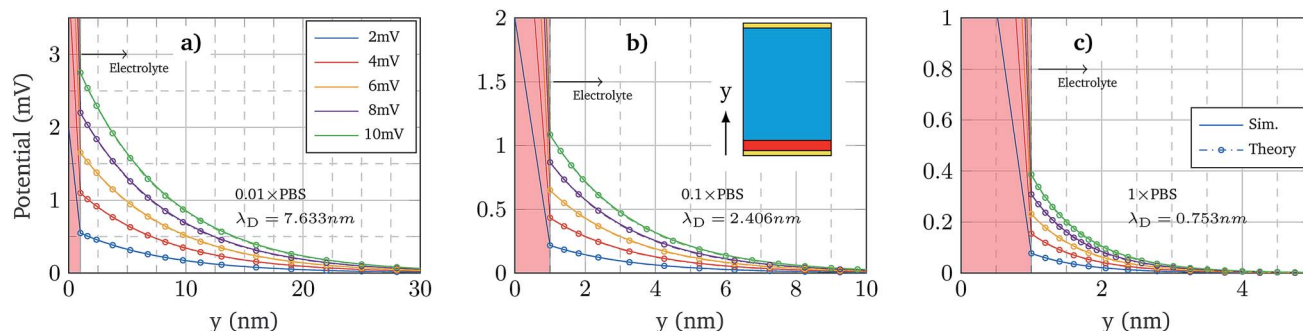 a)
Electrolyte
2mV
4mV
6mV
8mV
10mV
0.01×PBS
λD = 7.633nm
Potential (mV)
3
2
1
0
0 10 20 30
y (nm)
b)
Electrolyte
y
0.1×PBS
λD = 2.406nm
2
1.5
1
0.5
0
0 2 4 6 8 10
y (nm)
c)
Electrolyte
Sim.
Theory
1×PBS
λD = 0.753nm
1
0.8
0.6
0.4
0.2
0
0 2 4
y (nm)